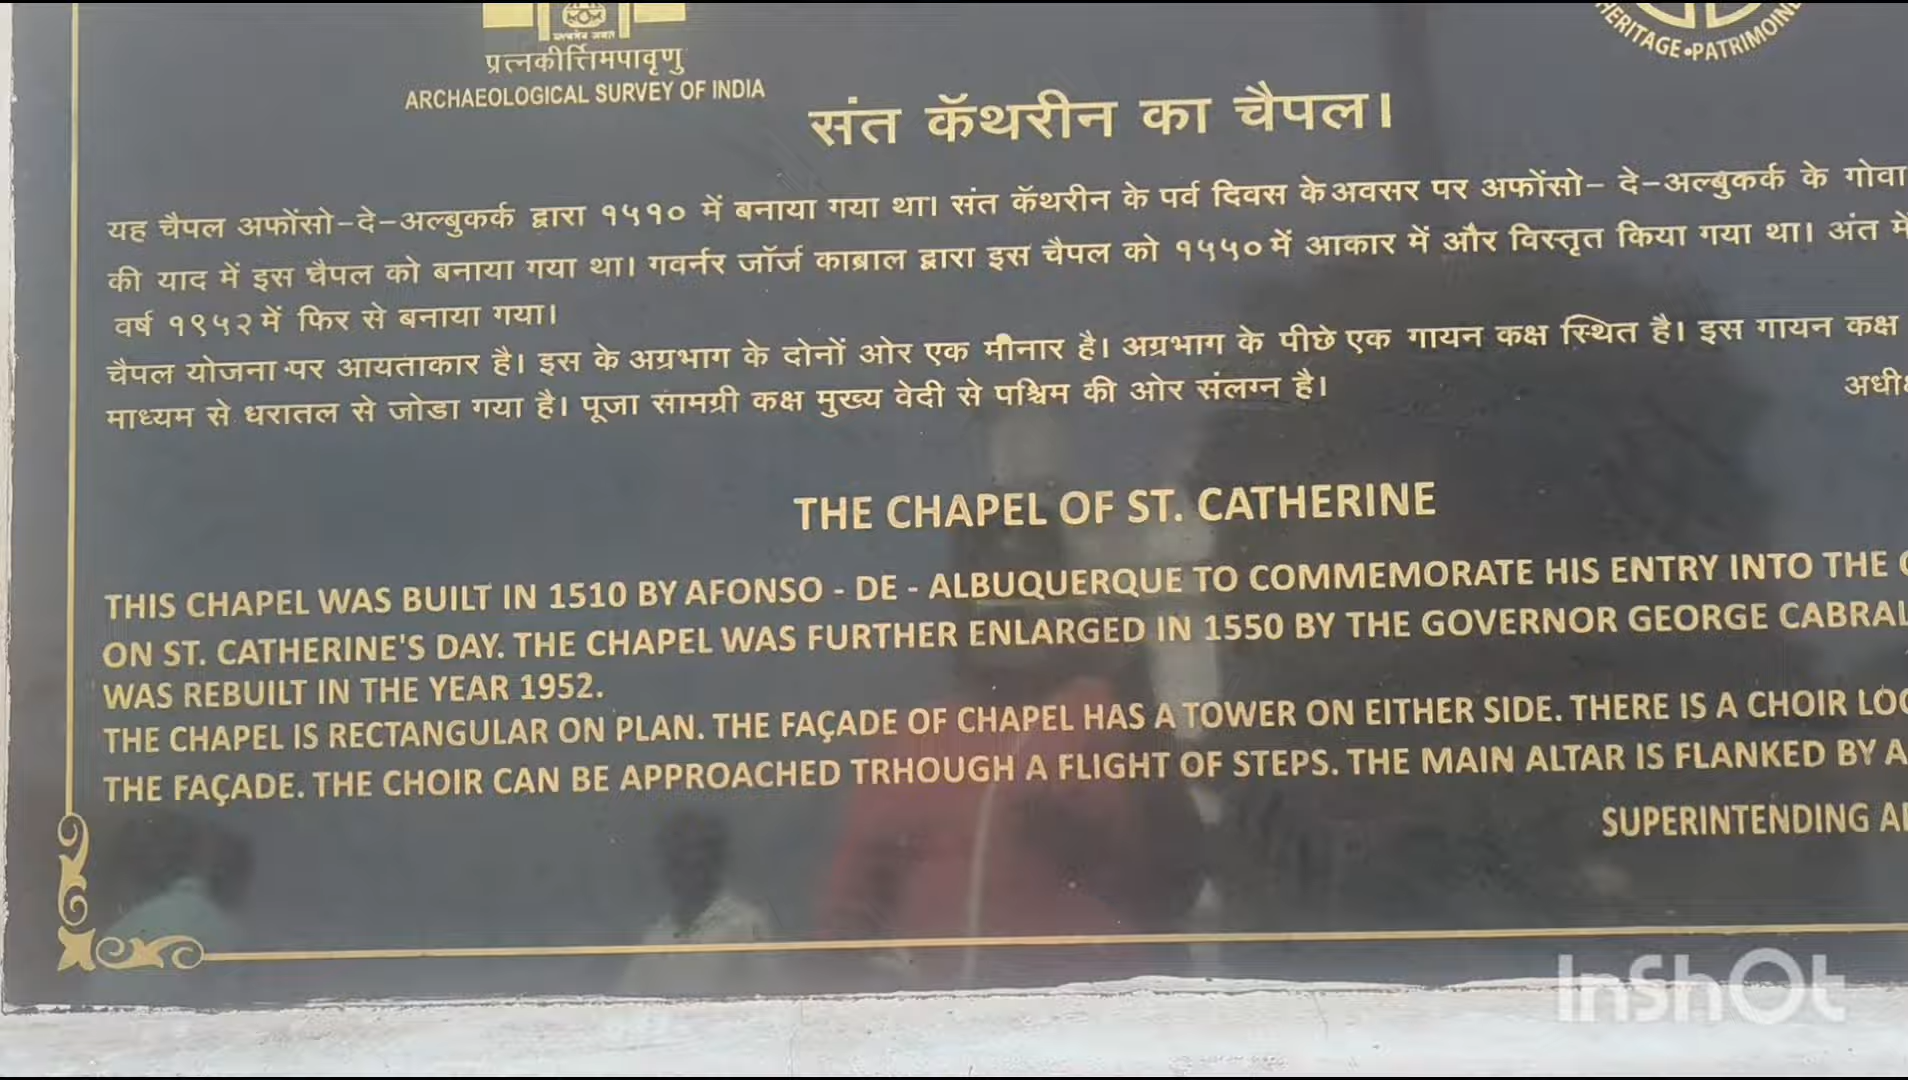 प्रत्नकीर्त्तिमपावृणु
ARCHAEOLOGICAL SURVEY OF INDIA
HERITAGE • PATRIMOINE
संत कॅथरीन का चैपल।
यह चैपल अफोंसो-दे-अल्बुकर्क द्वारा १५१० में बनाया गया था। संत कॅथरीन के पर्व दिवस के अवसर पर अफोंसो- दे-अल्बुकर्क के गोवा
की याद में इस चैपल को बनाया गया था। गवर्नर जॉर्ज काब्राल द्वारा इस चैपल को १५५० में आकार में और विस्तृत किया गया था। अंत में
वर्ष १९५२ में फिर से बनाया गया।
चैपल योजना पर आयताकार है। इस के अग्रभाग के दोनों ओर एक मीनार है। अग्रभाग के पीछे एक गायन कक्ष स्थित है। इस गायन कक्ष
माध्यम से धरातल से जोडा गया है। पूजा सामग्री कक्ष मुख्य वेदी से पश्चिम की ओर संलग्न है।
THE CHAPEL OF ST. CATHERINE
THIS CHAPEL WAS BUILT IN 1510 BY AFONSO - DE - ALBUQUERQUE TO COMMEMORATE HIS ENTRY INTO THE
ON ST. CATHERINE'S DAY. THE CHAPEL WAS FURTHER ENLARGED IN 1550 BY THE GOVERNOR GEORGE CABRAL
WAS REBUILT IN THE YEAR 1952.
THE CHAPEL IS RECTANGULAR ON PLAN. THE FAÇADE OF CHAPEL HAS A TOWER ON EITHER SIDE. THERE IS A CHOIR
THE FAÇADE. THE CHOIR CAN BE APPROACHED TRHOUGH A FLIGHT OF STEPS. THE MAIN ALTAR IS FLANKED BY A
SUPERINTENDING
InShOt